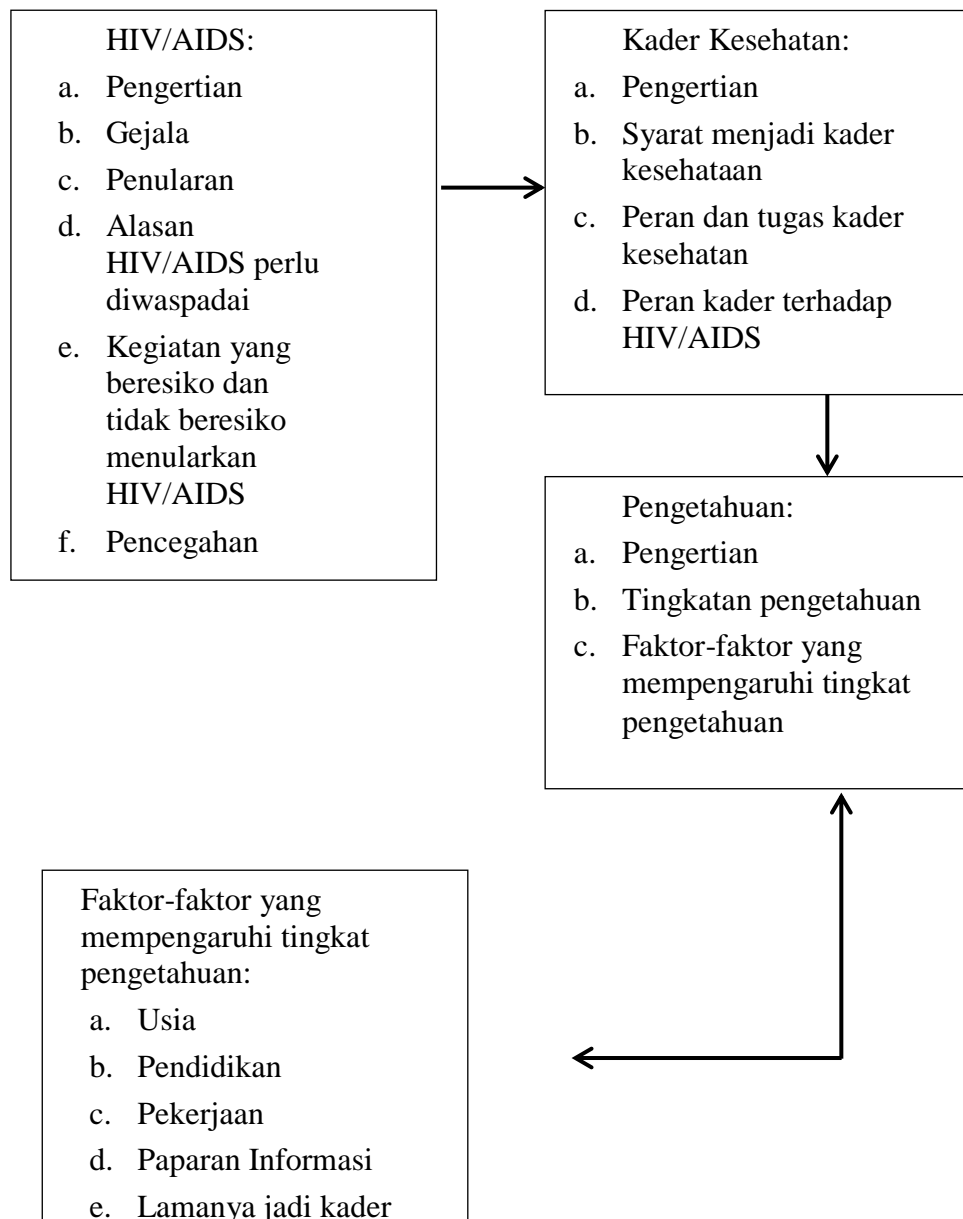 HIV/AIDS:
a. Pengertian
b. Gejala
c. Penularan
d. Alasan
HIV/AIDS perlu
diwaspadai
e. Kegiatan yang
beresiko dan
tidak beresiko
menularkan
HIV/AIDS
f. Pencegahan
Kader Kesehatan:
a. Pengertian
b. Syarat menjadi kader
kesehataan
c. Peran dan tugas kader
kesehatan
d. Peran kader terhadap
HIV/AIDS
Pengetahuan:
a. Pengertian
b. Tingkatan pengetahuan
c. Faktor-faktor yang
mempengaruhi tingkat
pengetahuan
Faktor-faktor yang
mempengaruhi tingkat
pengetahuan:
a. Usia
b. Pendidikan
c. Pekerjaan
d. Paparan Informasi
e. Lamanya jadi kader